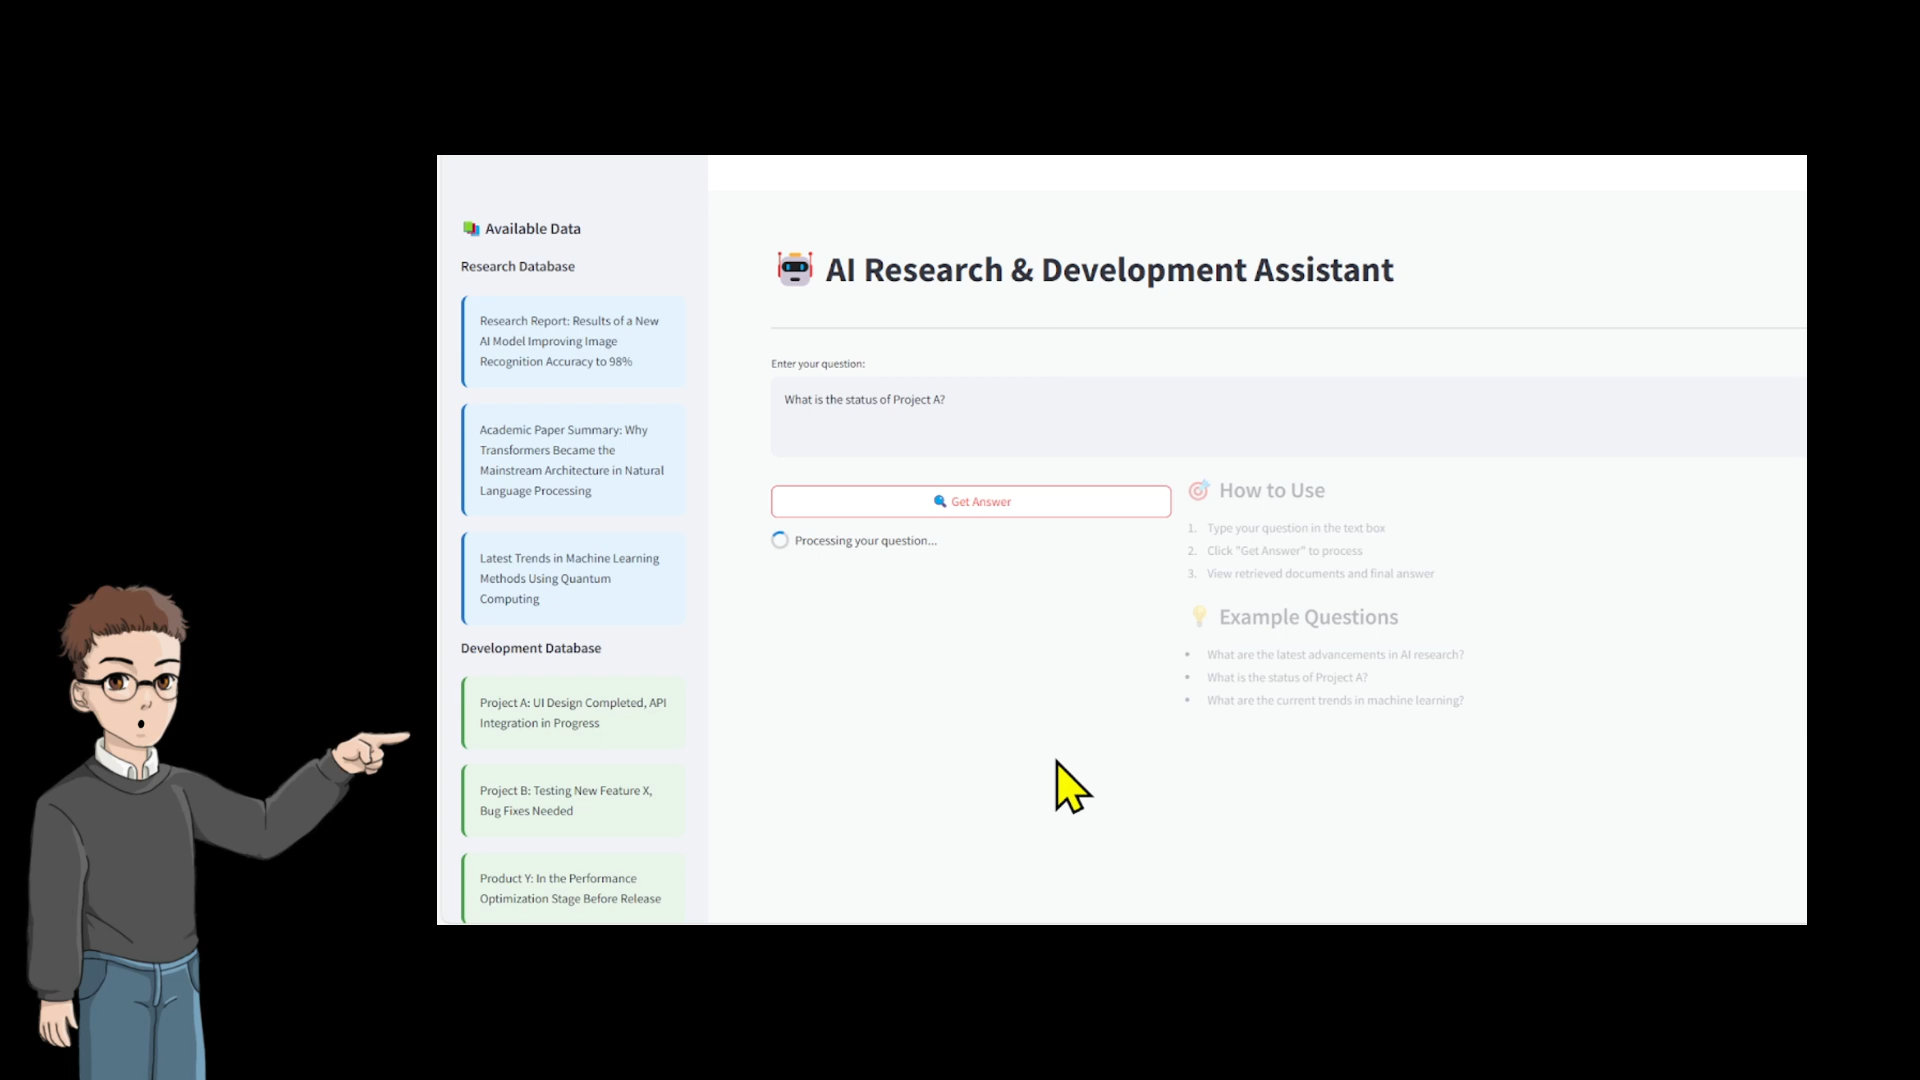 Available Data
Research Database
Research Report: Results of a New
AI Model Improving Image
Recognition Accuracy to 98%
Academic Paper Summary: Why
Transformers Became the
Mainstream Architecture in Natural
Language Processing
Latest Trends in Machine Learning
Methods Using Quantum
Computing
Development Database
Project A: UI Design Completed, API
Integration in Progress
Project B: Testing New Feature X,
Bug Fixes Needed
Product Y: In the Performance
Optimization Stage Before Release
AI Research & Development Assistant
Enter your question:
What is the status of Project A?
Get Answer
Processing your question...
How to Use
1. Type your question in the text box
2. Click "Get Answer" to process
3. View retrieved documents and final answer
Example Questions
• What are the latest advancements in AI research?
• What is the status of Project A?
• What are the current trends in machine learning?